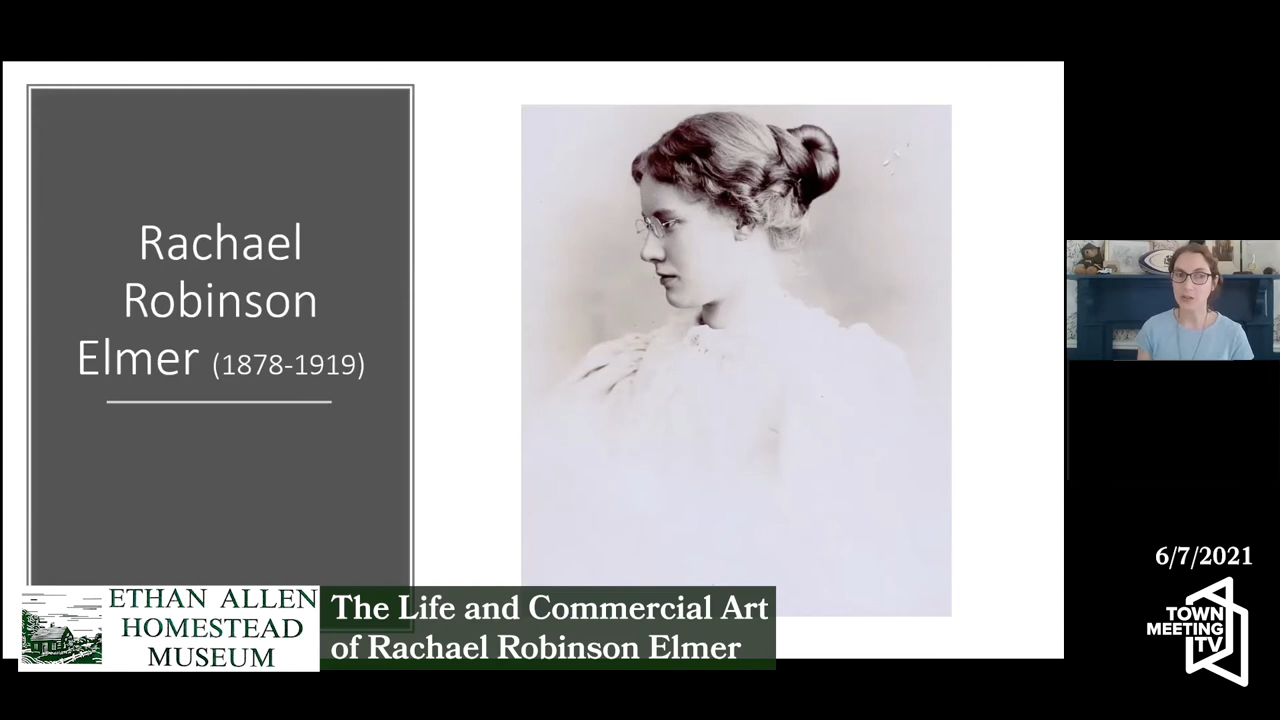 Rachael
Robinson
Elmer (1878-1919)
ETHAN ALLEN
HOMESTEAD
MUSEUM
The Life and Commercial Art
of Rachael Robinson Elmer
6/7/2021
TOWN
MEETING
TV